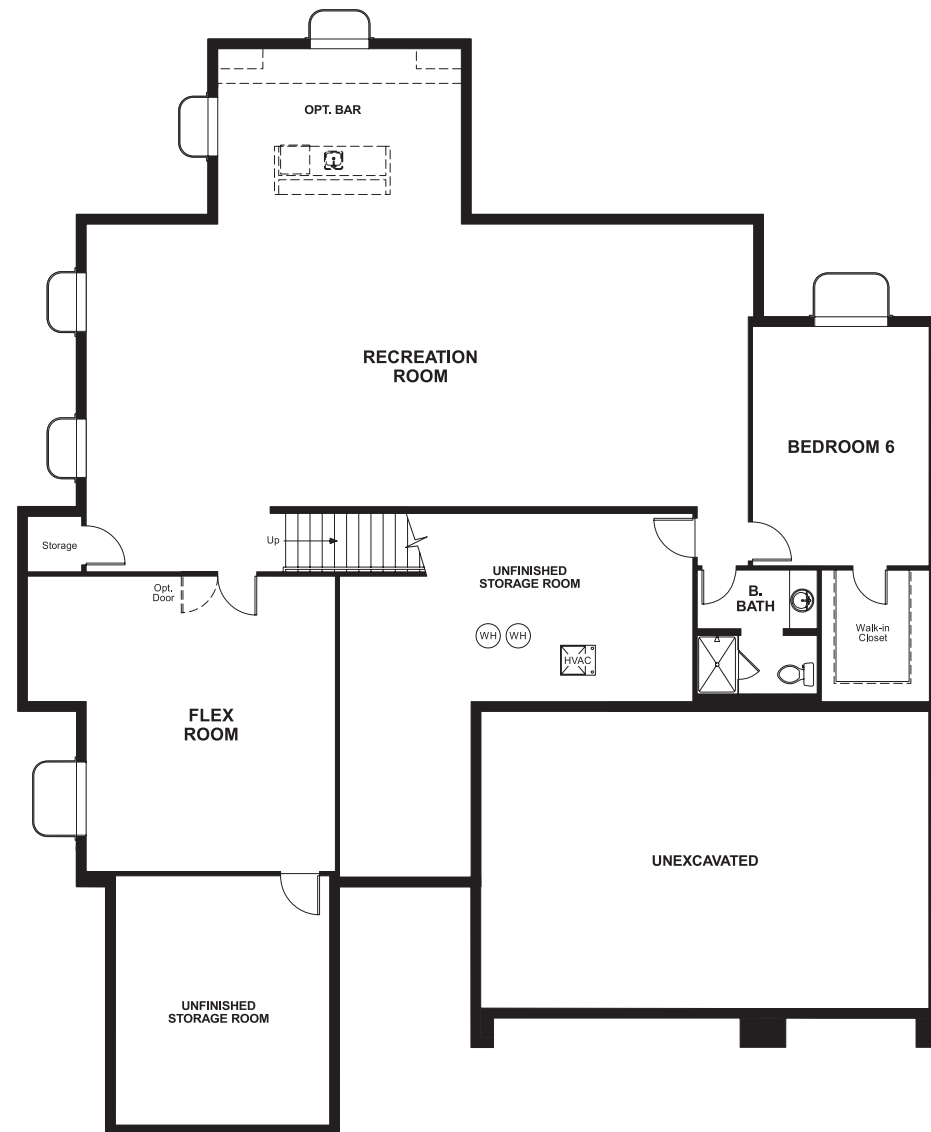 OPT. BAR
RECREATION
ROOM
BEDROOM 6
Storage
Up
UNFINISHED
STORAGE ROOM
Opt.
Door
B.
BATH
Walk-in
Closet
WH
WH
HVAC
FLEX
ROOM
UNEXCAVATED
UNFINISHED
STORAGE ROOM